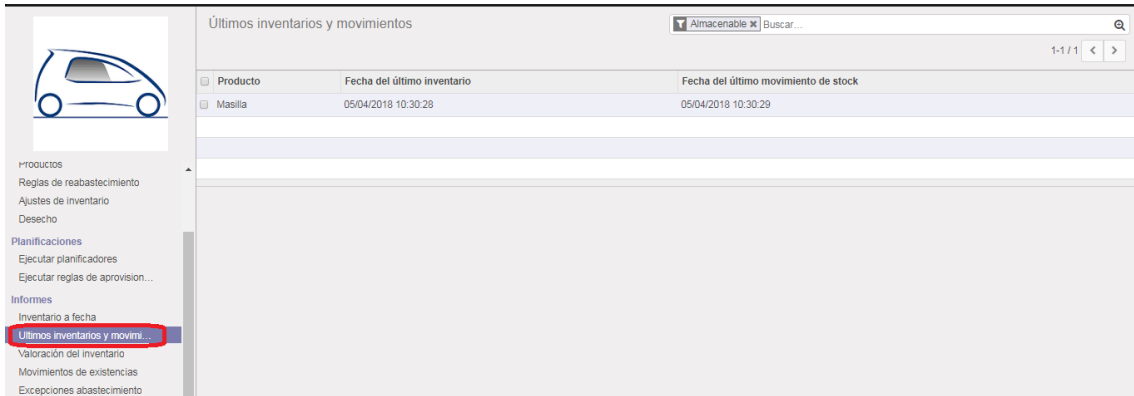 Últimos inventarios y movimientos
Almacenable × Buscar...
1-1 / 1
Producto Fecha del último inventario Fecha del último movimiento de stock
Masilla 05/04/2018 10:30:28 05/04/2018 10:30:29
Productos
Reglas de reabastecimiento
Ajustes de inventario
Desecho
Planificaciones
Ejecutar planificadores
Ejecutar reglas de aprovision...
Informes
Inventario a fecha
Últimos inventarios y movimi...
Valoración del inventario
Movimientos de existencias
Excepciones abastecimiento